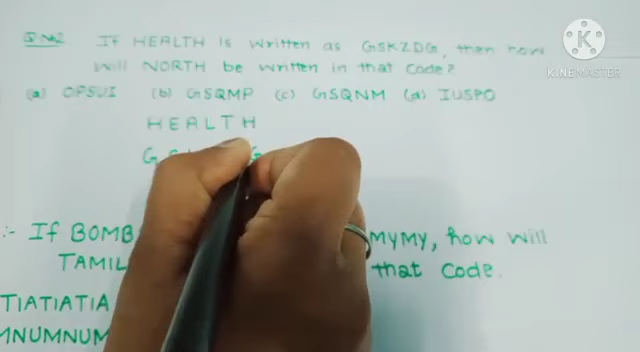 Q.No2 If HEALTH is written as GSKZDG, then how
will NORTH be written in that Code?
(a) OPSUI (b) GSQMP (c) GSQNM (d) IUSPO
HEALTH
G
:- If BOMB MYMY, how will
TAMIL that Code.
TIATIATIA
MNUMNUM
KINEMASTER